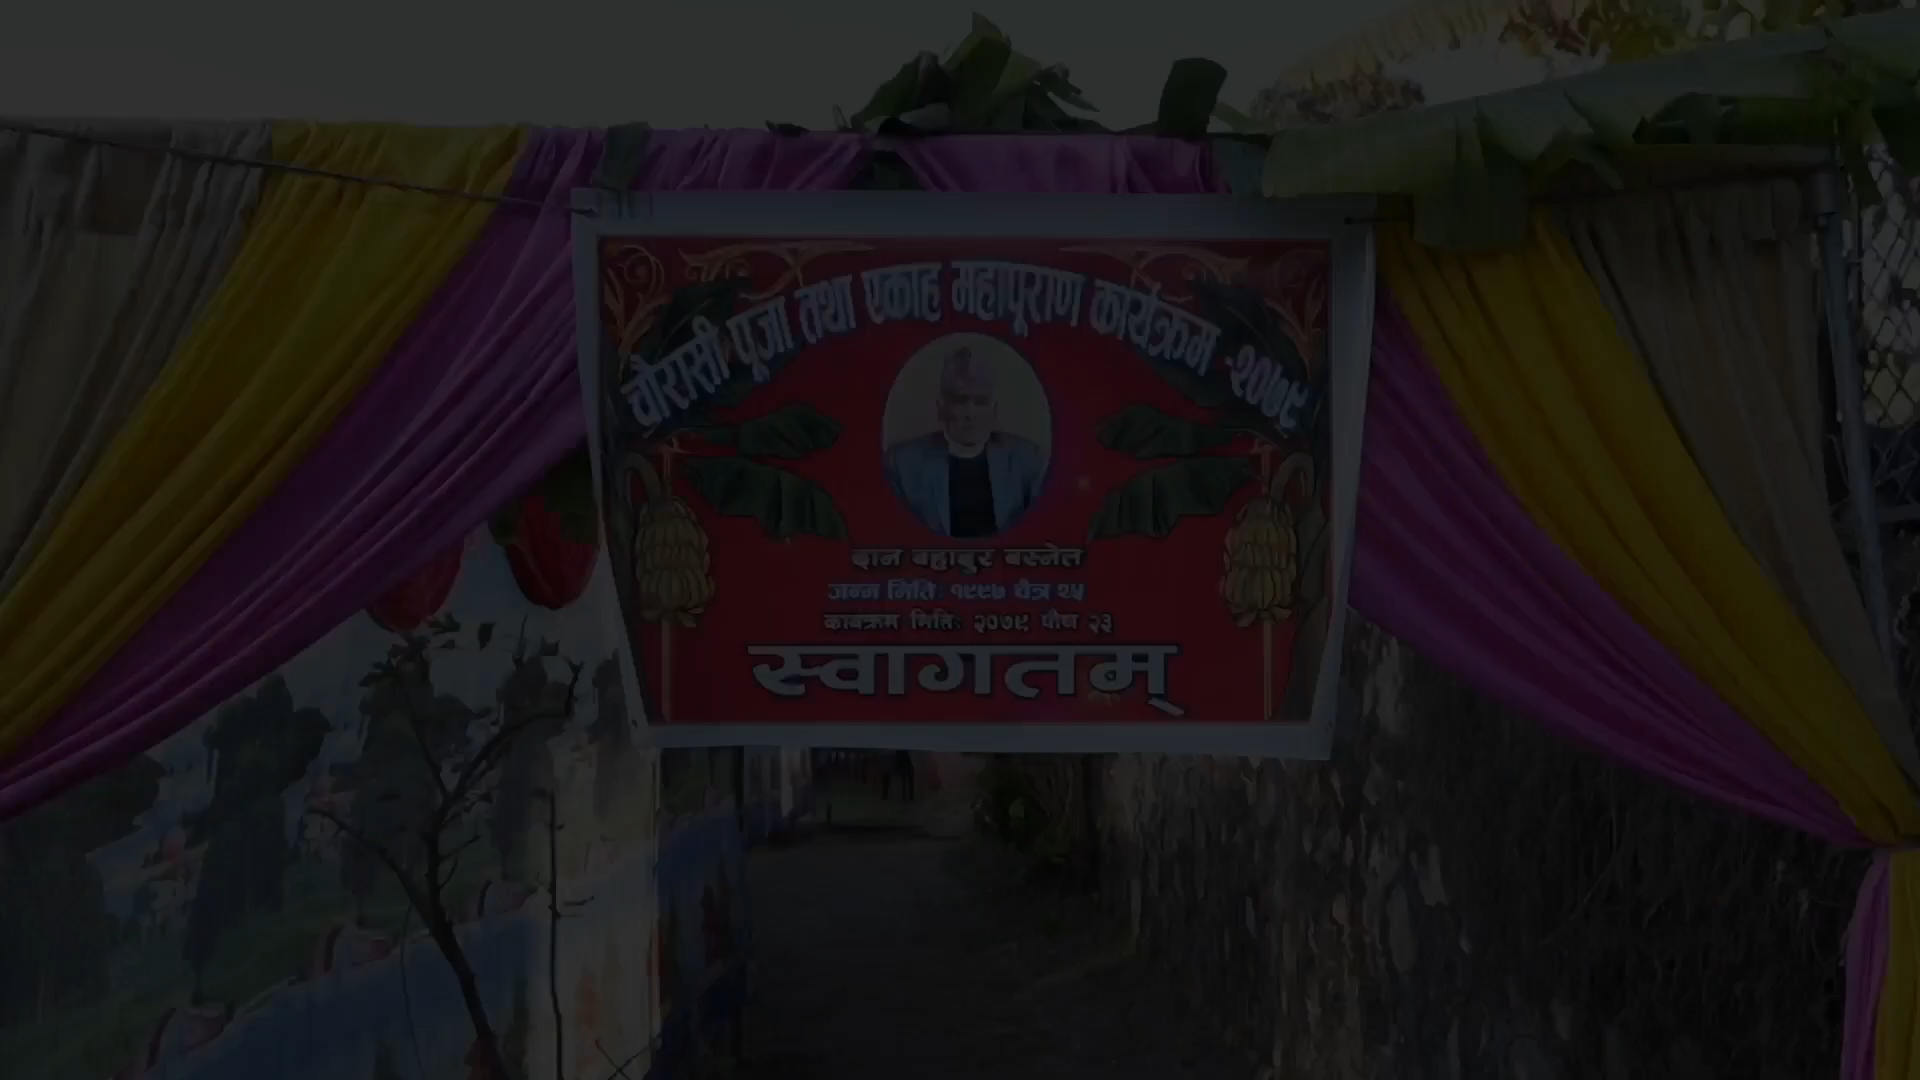 चौरासी पूजा तथा एकाह महापूराण कार्यक्रम -२०७९
दान बहादुर बस्नेत
जन्म मिति: १९९७ चैत्र २५
कार्यक्रम मिति: २०७९ पौष २३
स्वागतम्